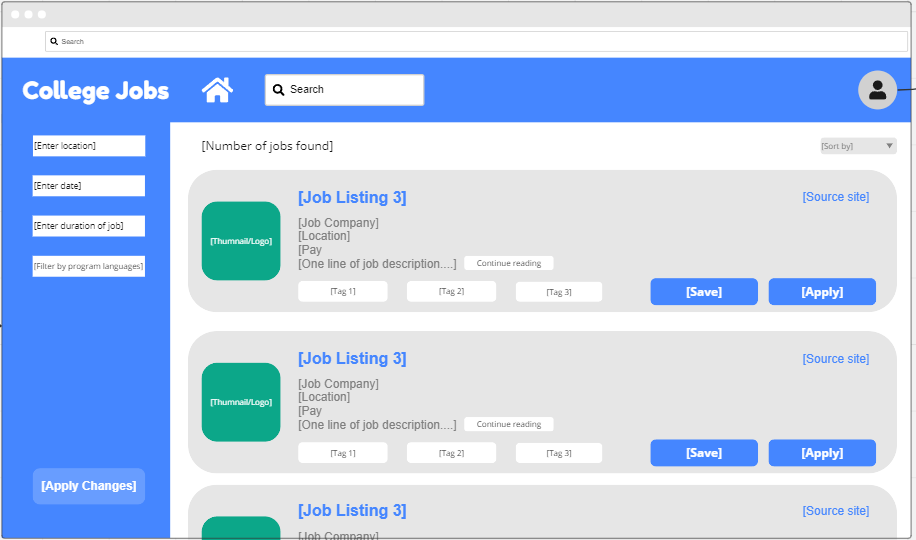 Search
College Jobs
Search
[Enter location]
[Enter date]
[Enter duration of job]
[Filter by program languages]
[Apply Changes]
[Number of jobs found]
[Sort by]
[Thumnail/Logo]
[Job Listing 3]
[Source site]
[Job Company]
[Location]
[Pay
[One line of job description....] Continue reading
[Tag 1] [Tag 2] [Tag 3] [Save] [Apply]
[Thumnail/Logo]
[Job Listing 3]
[Source site]
[Job Company]
[Location]
[Pay
[One line of job description....] Continue reading
[Tag 1] [Tag 2] [Tag 3] [Save] [Apply]
[Job Listing 3]
[Source site]
[Job Company]